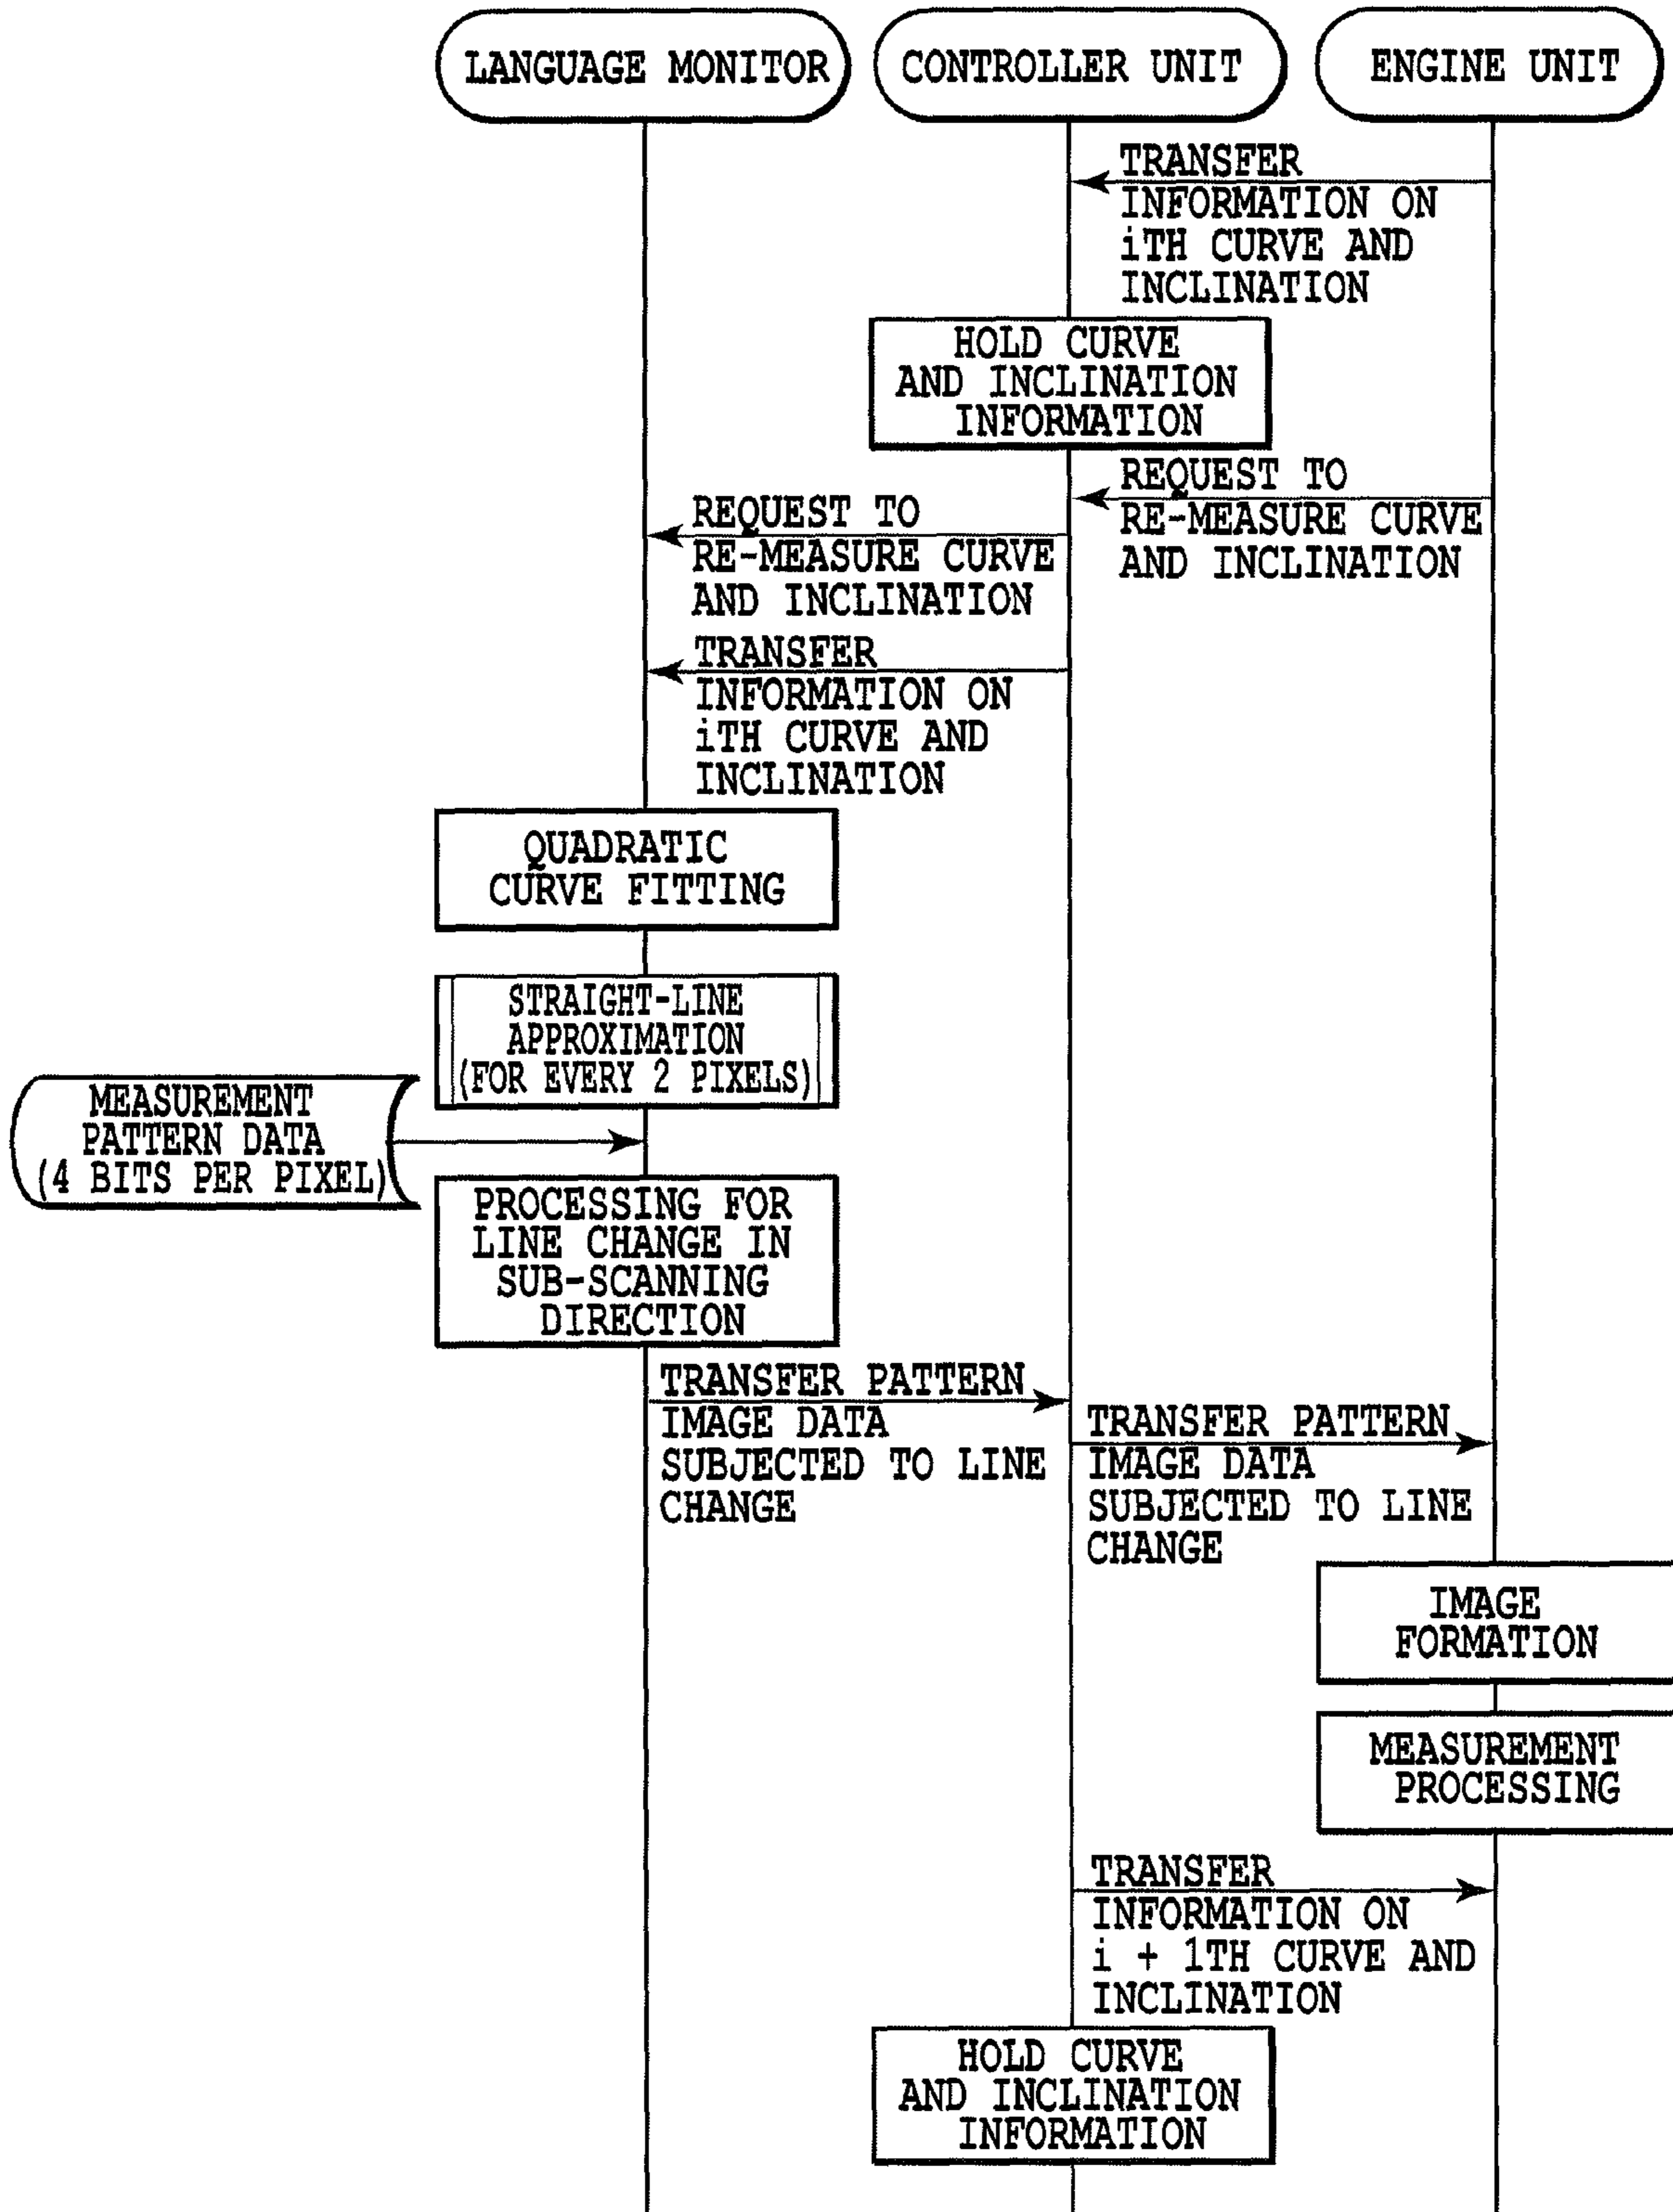 LANGUAGE MONITOR
CONTROLLER UNIT
ENGINE UNIT
TRANSFER
INFORMATION ON
iTH CURVE AND
INCLINATION
HOLD CURVE
AND INCLINATION
INFORMATION
REQUEST TO
RE-MEASURE CURVE
AND INCLINATION
REQUEST TO
RE-MEASURE CURVE
AND INCLINATION
TRANSFER
INFORMATION ON
iTH CURVE AND
INCLINATION
QUADRATIC
CURVE FITTING
STRAIGHT-LINE
APPROXIMATION
(FOR EVERY 2 PIXELS)
MEASUREMENT
PATTERN DATA
(4 BITS PER PIXEL)
PROCESSING FOR
LINE CHANGE IN
SUB-SCANNING
DIRECTION
TRANSFER PATTERN
IMAGE DATA
SUBJECTED TO LINE
CHANGE
TRANSFER PATTERN
IMAGE DATA
SUBJECTED TO LINE
CHANGE
IMAGE
FORMATION
MEASUREMENT
PROCESSING
TRANSFER
INFORMATION ON
i + 1TH CURVE AND
INCLINATION
HOLD CURVE
AND INCLINATION
INFORMATION